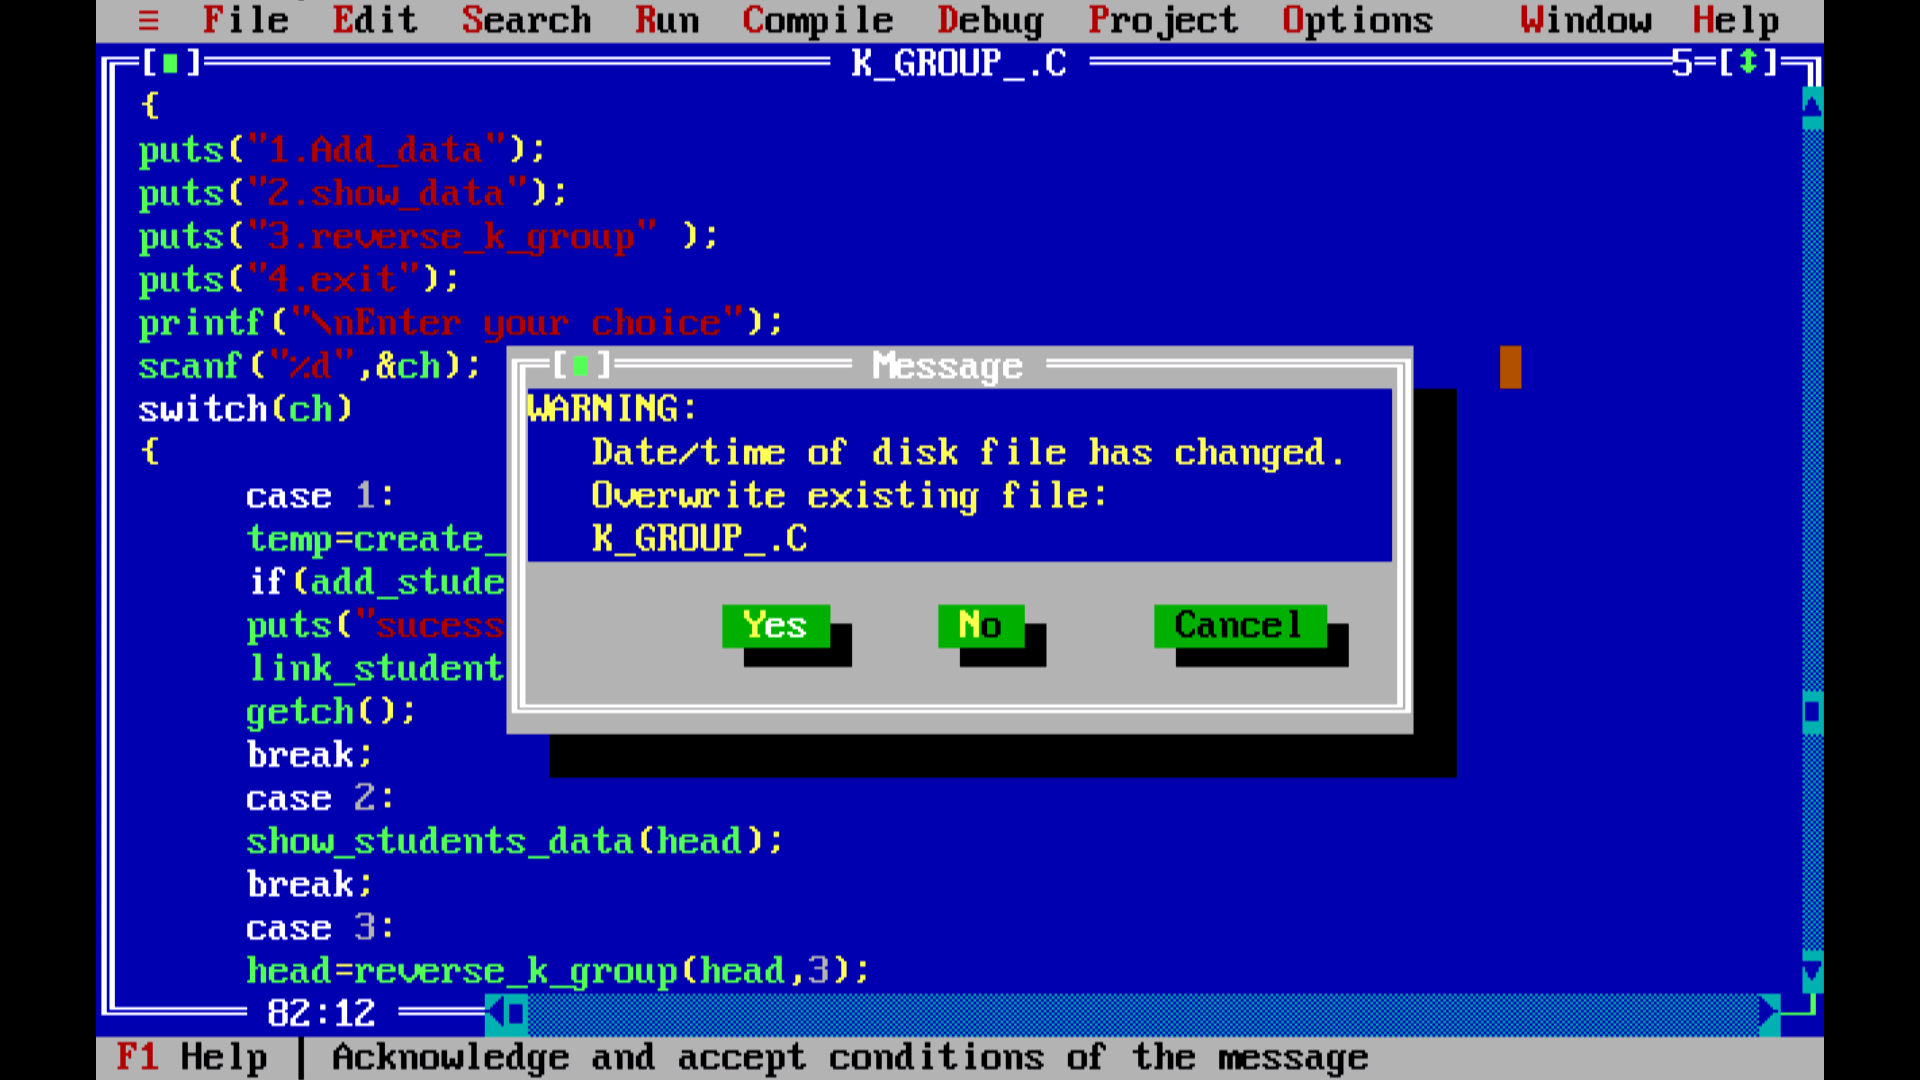 ≡ File Edit Search Run Compile Debug Project Options Window Help
[■] K_GROUP_.C 5=[↕]
{
puts("1.Add_data");
puts("2.show_data");
puts("3.reverse_k_group" );
puts("4.exit");
printf("\nEnter your choice");
scanf("%d",&ch);
switch(ch)
{
case 1:
temp=create_
if(add_stude
puts("sucess
link_student
getch();
break;
case 2:
show_students_data(head);
break;
case 3:
head=reverse_k_group(head,3);
[■] Message
WARNING:
Date/time of disk file has changed.
Overwrite existing file:
K_GROUP_.C
Yes No Cancel
82:12
F1 Help | Acknowledge and accept conditions of the message